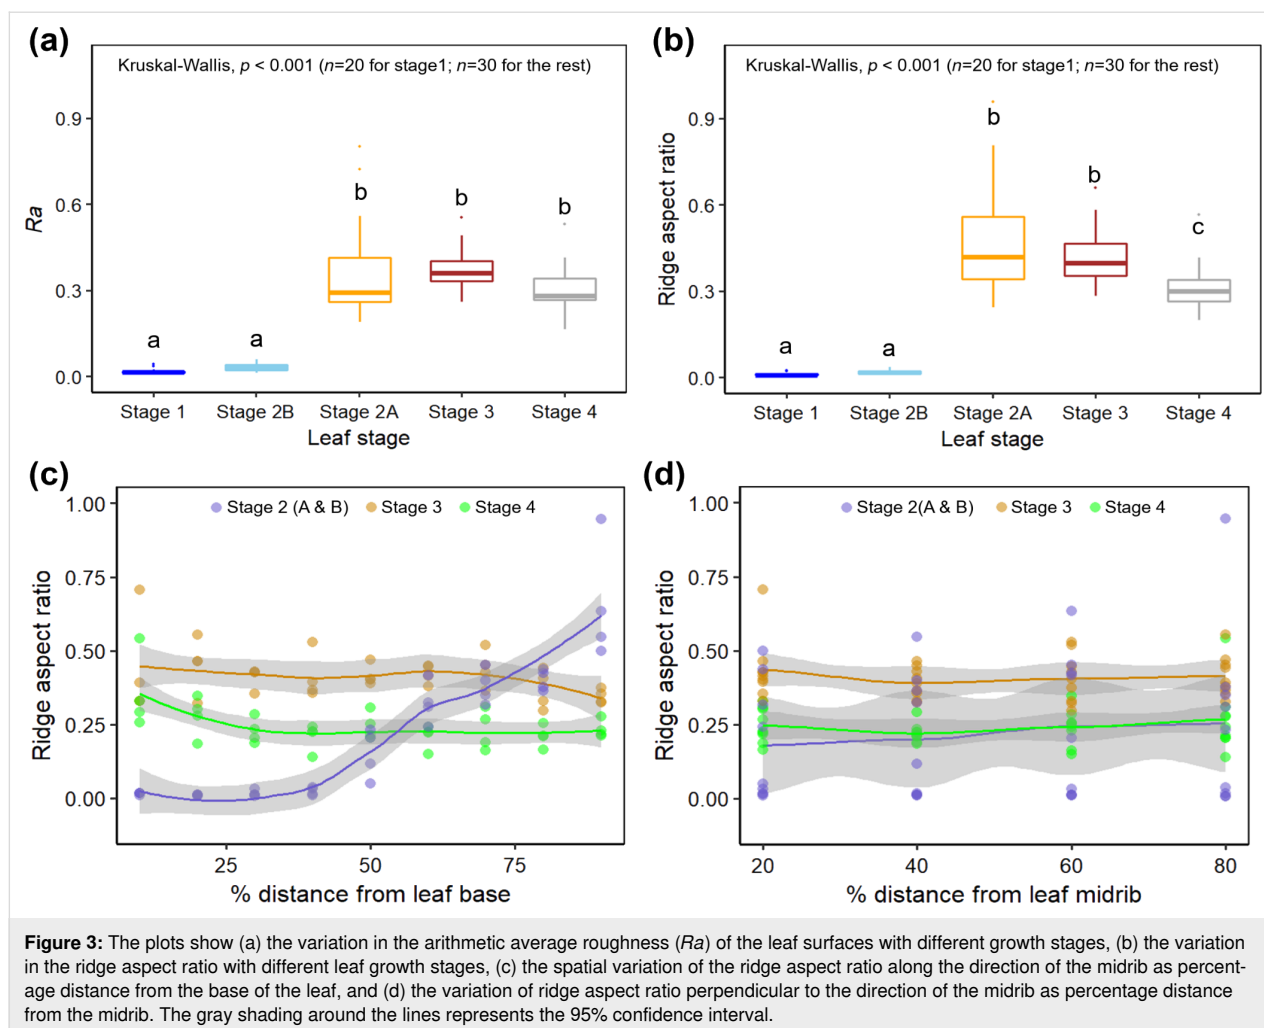 (a)
Kruskal-Wallis, p < 0.001 (n=20 for stage1; n=30 for the rest)
Ra
0.9
0.6
0.3
0.0
a
a
b
b
b
Stage 1 Stage 2B Stage 2A Stage 3 Stage 4
Leaf stage
(b)
Kruskal-Wallis, p < 0.001 (n=20 for stage1; n=30 for the rest)
Ridge aspect ratio
0.9
0.6
0.3
0.0
a
a
b
b
c
Stage 1 Stage 2B Stage 2A Stage 3 Stage 4
Leaf stage
(c)
Stage 2 (A & B) Stage 3 Stage 4
Ridge aspect ratio
1.00
0.75
0.50
0.25
0.00
25 50 75
% distance from leaf base
(d)
Stage 2(A & B) Stage 3 Stage 4
Ridge aspect ratio
1.00
0.75
0.50
0.25
0.00
20 40 60 80
% distance from leaf midrib
Figure 3: The plots show (a) the variation in the arithmetic average roughness (Ra) of the leaf surfaces with different growth stages, (b) the variation
in the ridge aspect ratio with different leaf growth stages, (c) the spatial variation of the ridge aspect ratio along the direction of the midrib as percent-
age distance from the base of the leaf, and (d) the variation of ridge aspect ratio perpendicular to the direction of the midrib as percentage distance
from the midrib. The gray shading around the lines represents the 95% confidence interval.